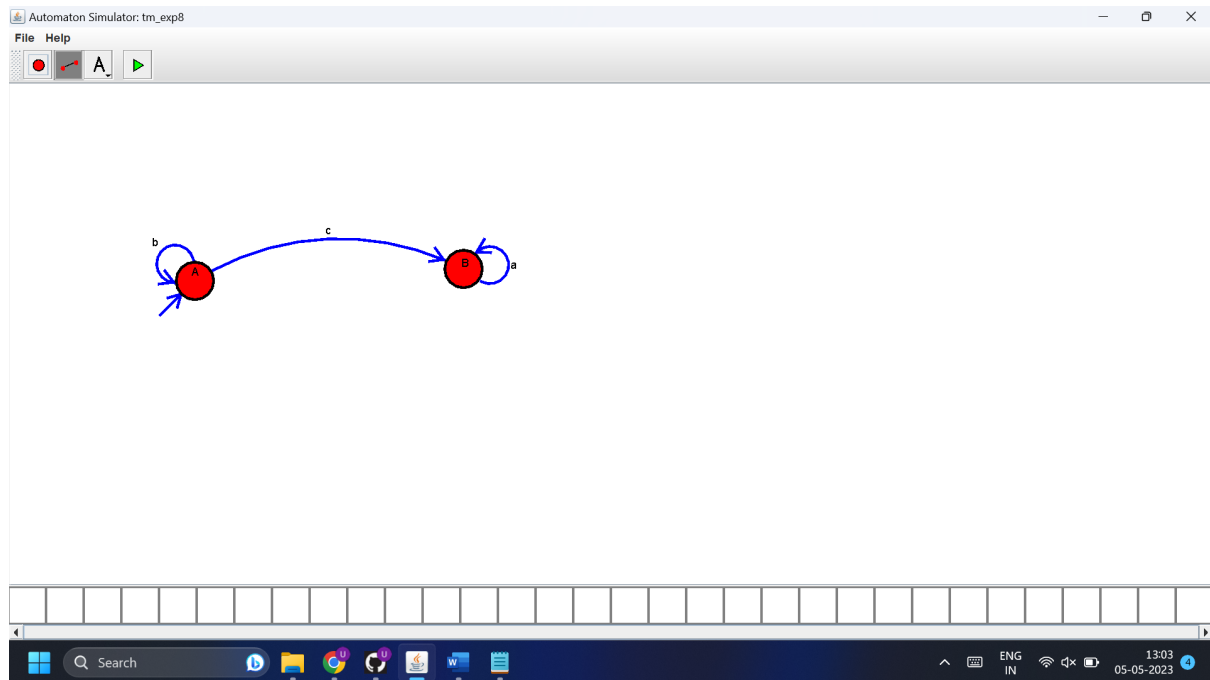 Automaton Simulator: tm_exp8
File Help
A
c
b
A
B
a
Search
ENG
IN
13:03
05-05-2023
4
U
U
W